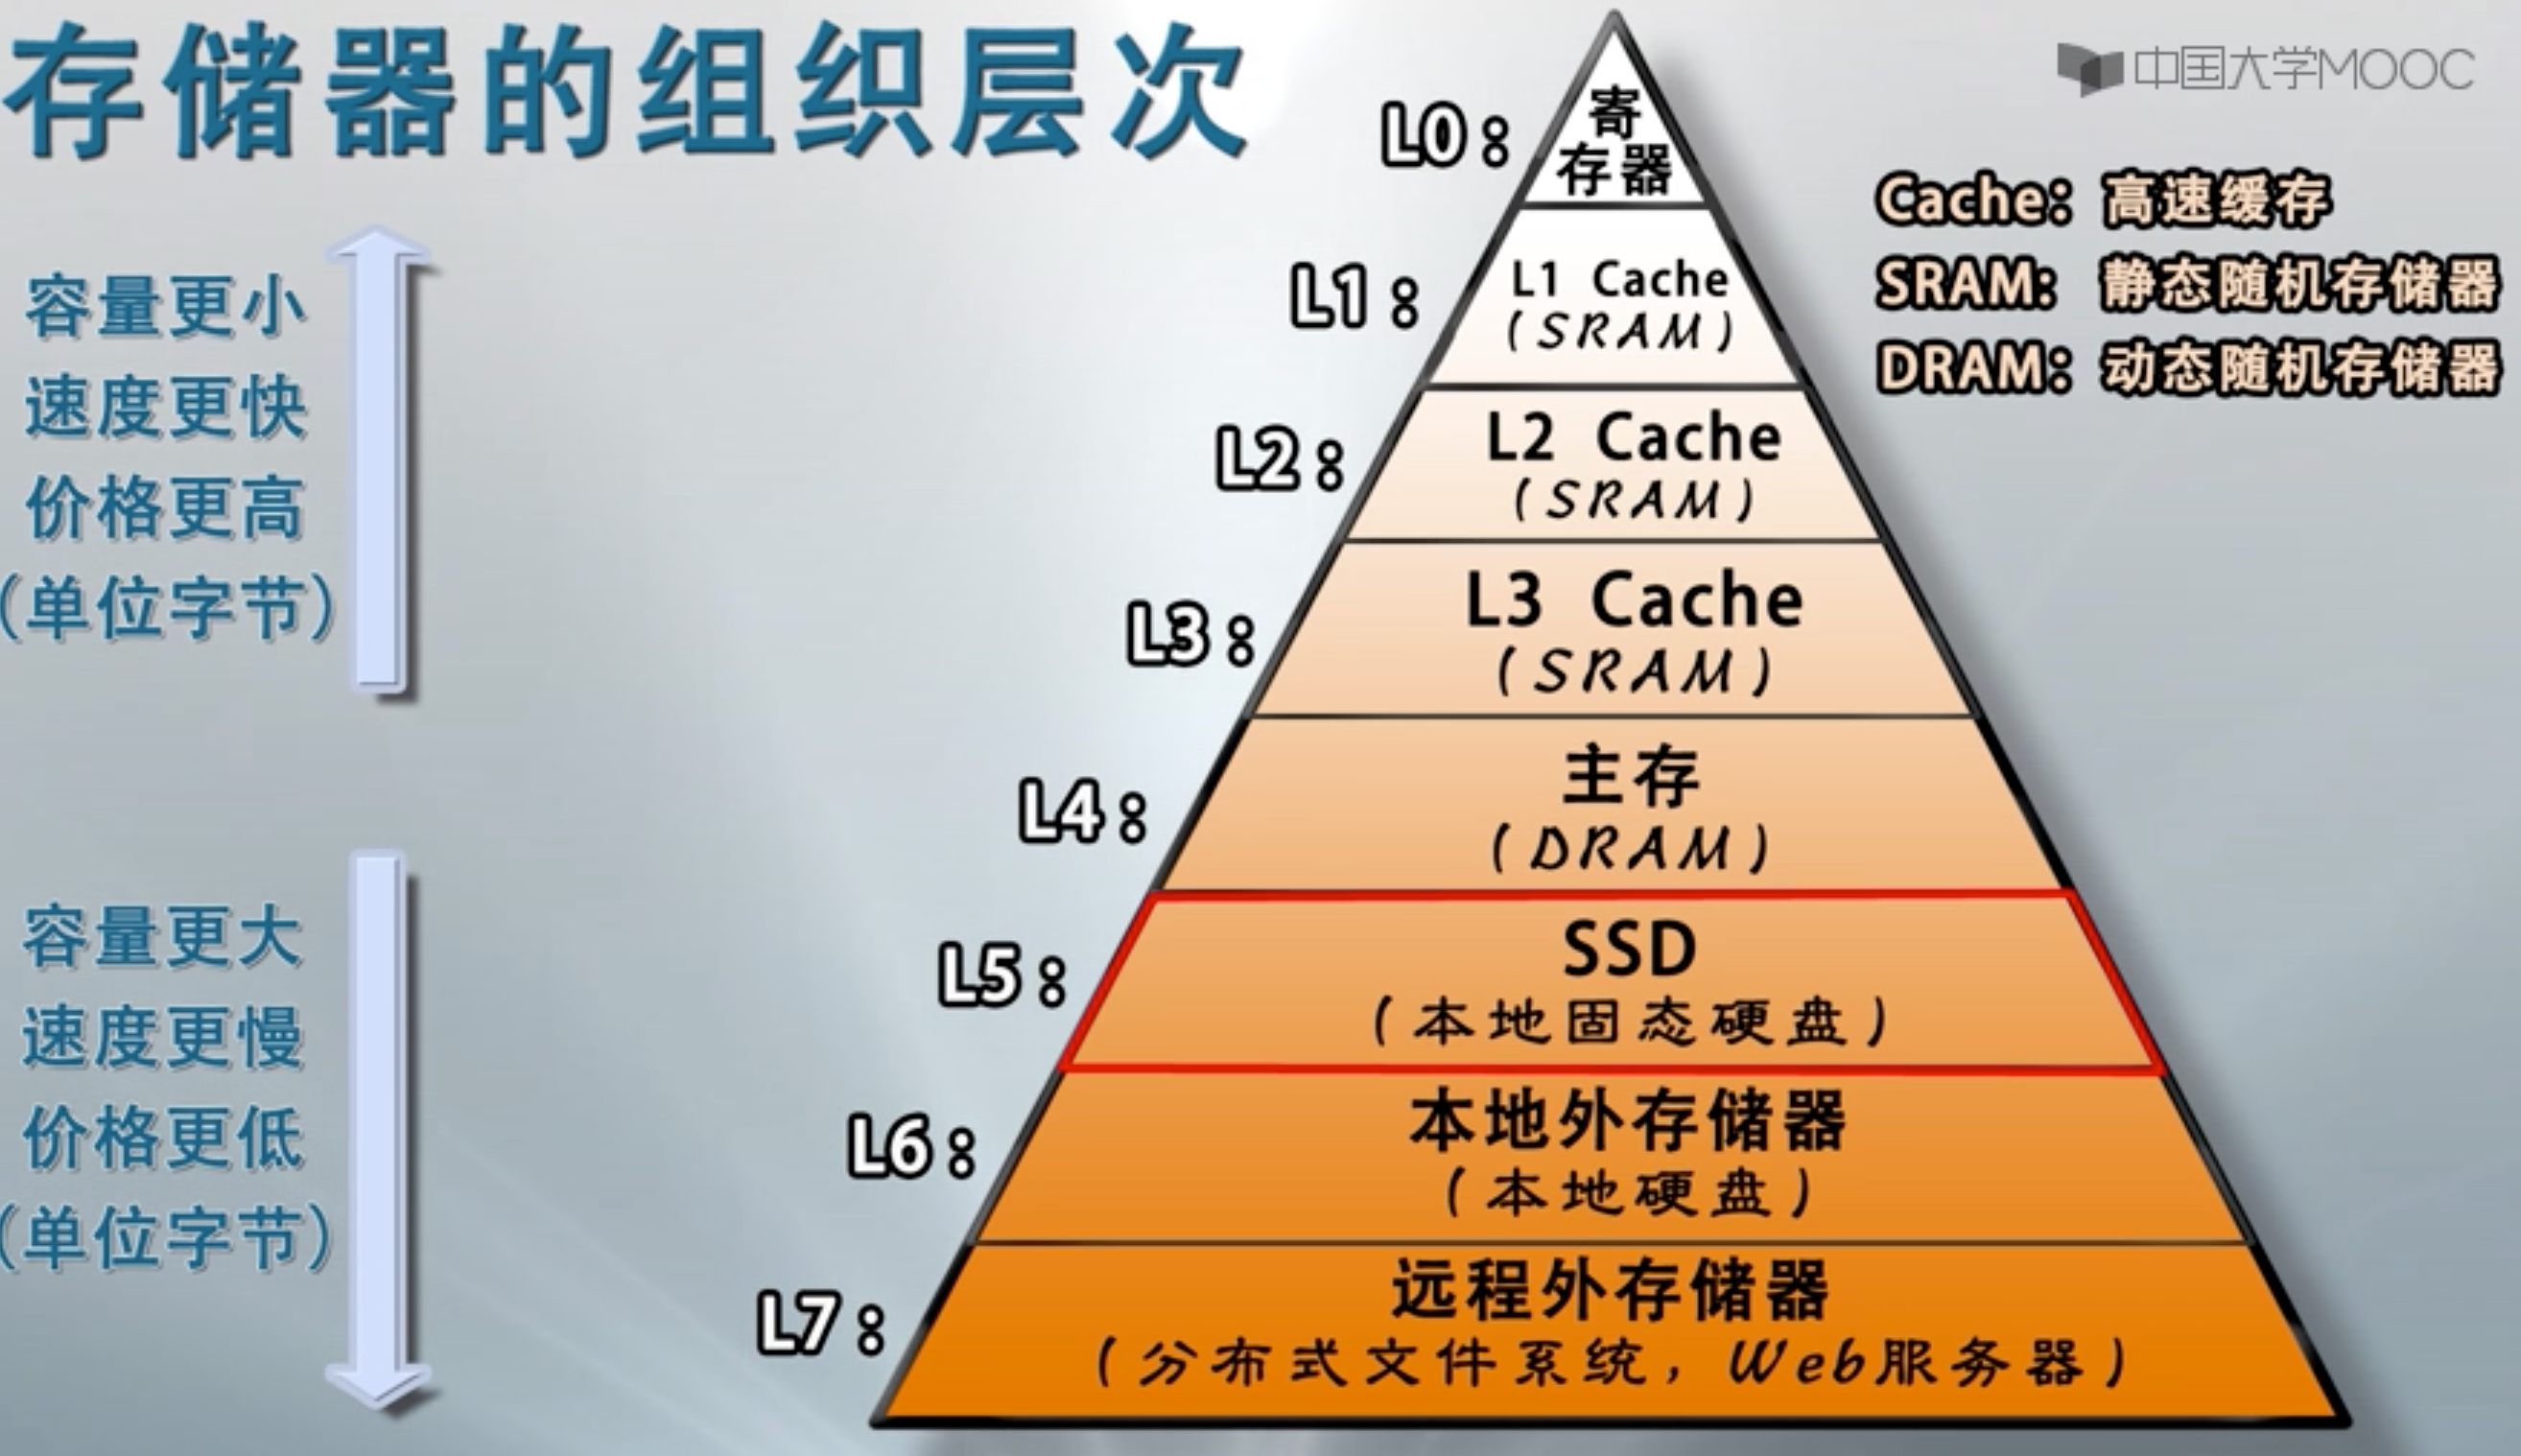 存储器的组织层次
中国大学MOOC
Cache：高速缓存
SRAM：静态随机存储器
DRAM：动态随机存储器
容量更小
速度更快
价格更高
（单位字节）
容量更大
速度更慢
价格更低
（单位字节）
L0：
寄
存器
L1：
L1 Cache
(SRAM)
L2：
L2 Cache
(SRAM)
L3：
L3 Cache
(SRAM)
L4：
主存
(DRAM)
L5：
SSD
(本地固态硬盘)
L6：
本地外存储器
(本地硬盘)
L7：
远程外存储器
(分布式文件系统，Web服务器)